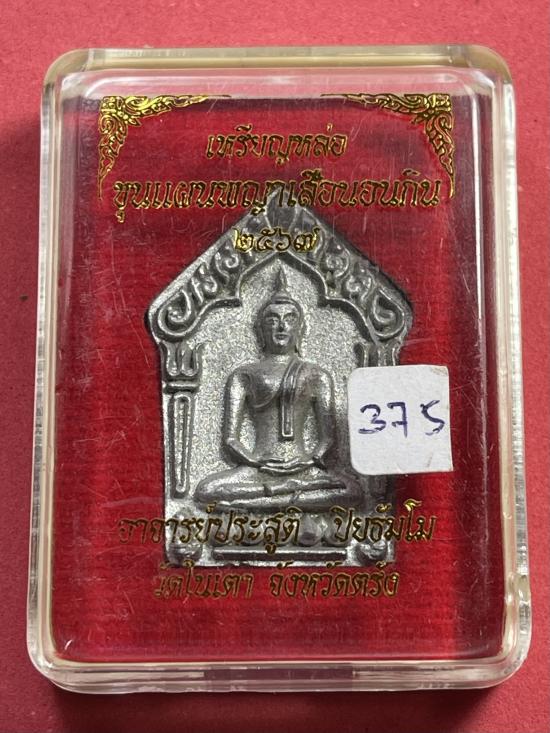 เหรียญหล่อ
ขุนแผนพญาเสือนอนกิน
๒๕๖๗
375
อาจารย์ประสูติ ปิยธัมโม
วัดในเตา จังหวัดตรัง